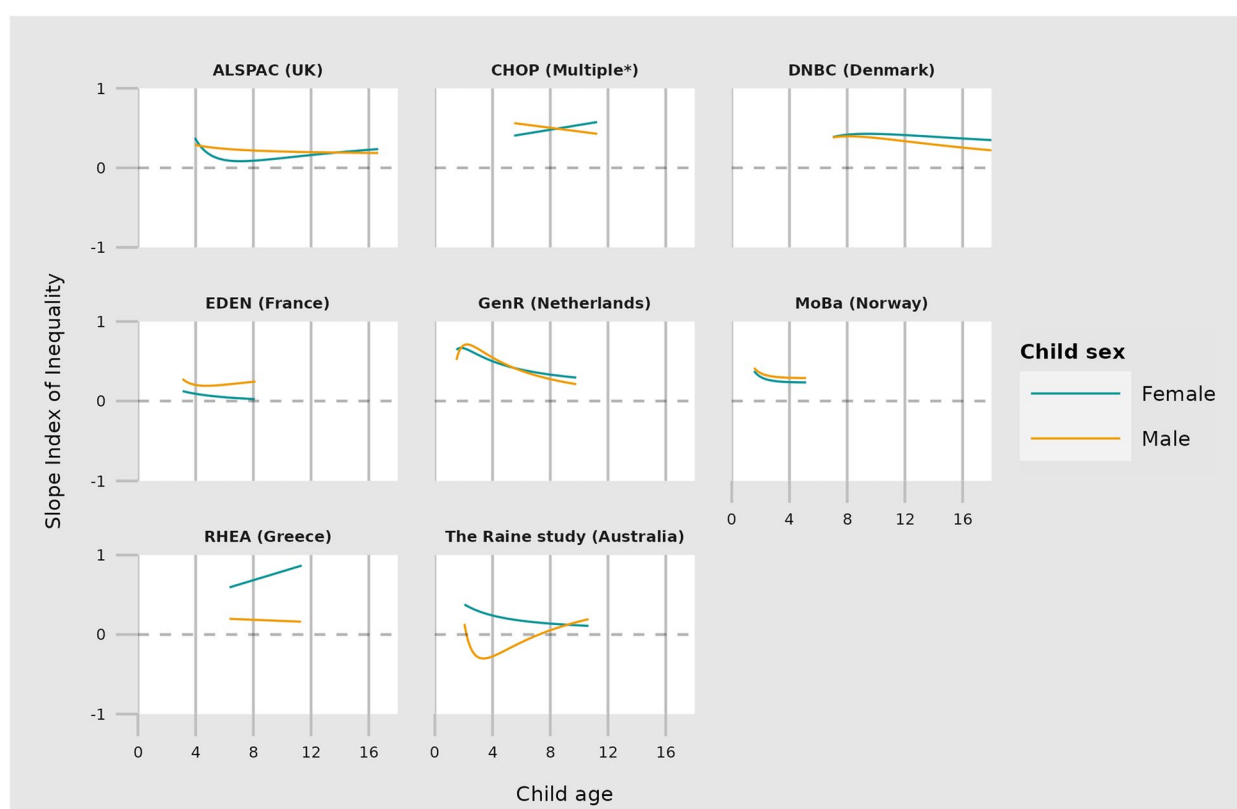 ALSPAC (UK)
CHOP (Multiple*)
DNBC (Denmark)
1
0
-1
EDEN (France)
GenR (Netherlands)
MoBa (Norway)
1
0
-1
0 4 8 12 16
RHEA (Greece)
The Raine study (Australia)
1
0
-1
0 4 8 12 16
0 4 8 12 16
Slope Index of Inequality
Child age
Child sex
Female
Male